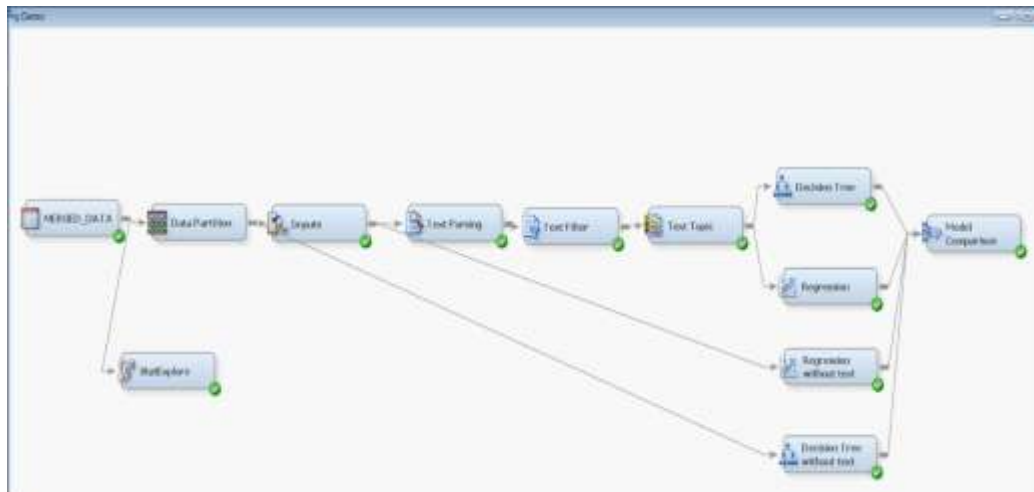 Demo
MERGED_DATA
Data Partition
Impute
Text Parsing
Text Filter
Text Topic
Decision Tree
Model
Comparison
Regression
StatExplore
Regression
without text
Decision Tree
without text